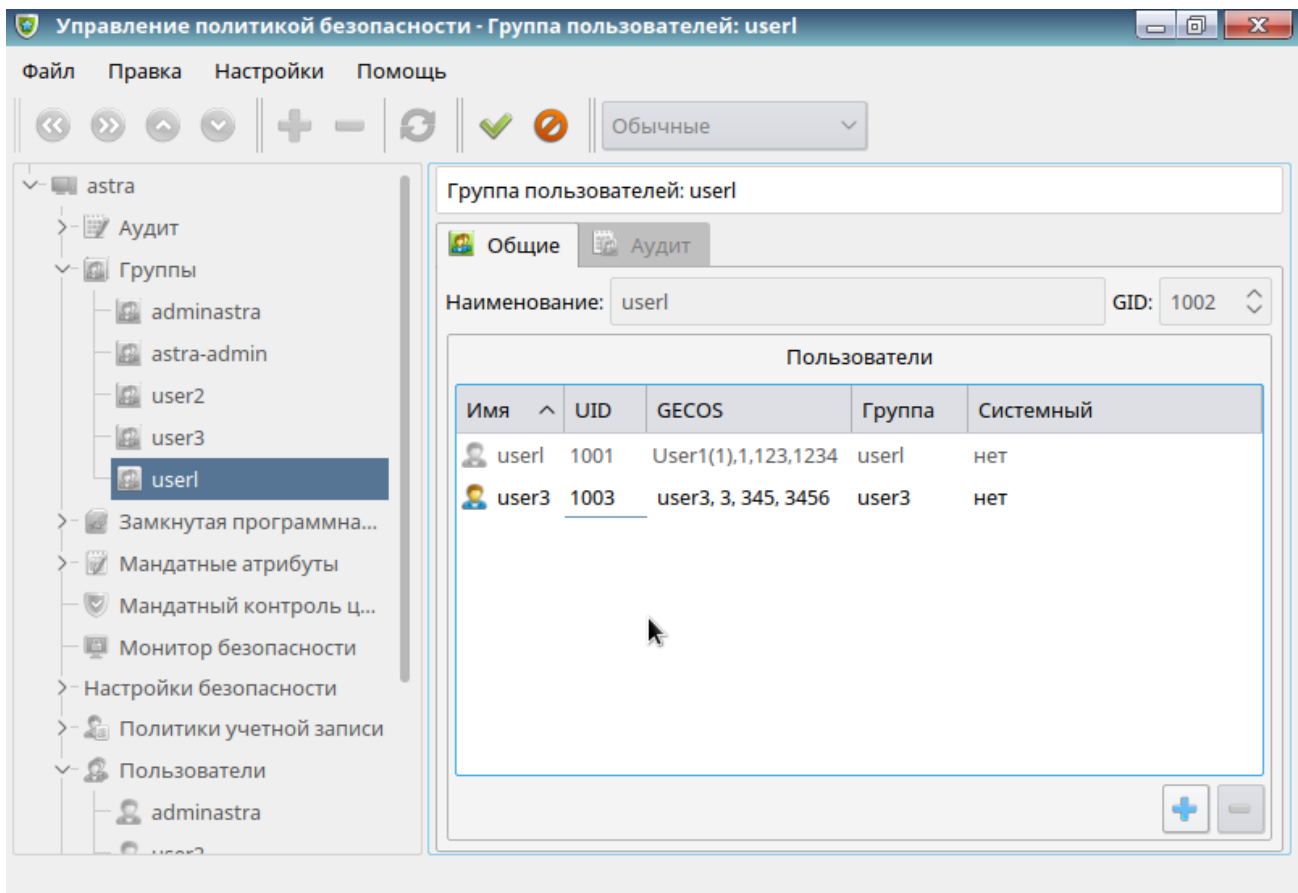 Управление политикой безопасности - Группа пользователей: userl
Файл Правка Настройки Помощь
Обычные
astra
Аудит
Группы
adminastra
astra-admin
user2
user3
userl
Замкнутая программна...
Мандатные атрибуты
Мандатный контроль ц...
Монитор безопасности
Настройки безопасности
Политики учетной записи
Пользователи
adminastra
Группа пользователей: userl
Общие Аудит
Наименование: userl GID: 1002
Пользователи
Имя UID GECOS Группа Системный
userl 1001 User1(1),1,123,1234 userl нет
user3 1003 user3, 3, 345, 3456 user3 нет